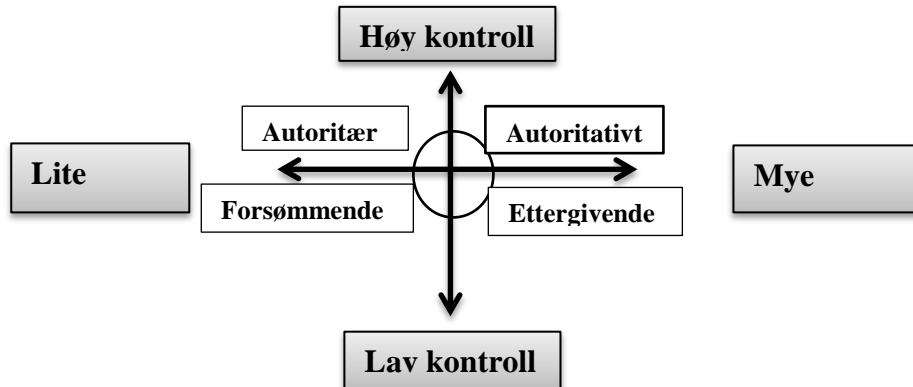 Høy kontroll
Autoritær
Autoritativt
Lite
Mye
Forsømmende
Ettergivende
Lav kontroll